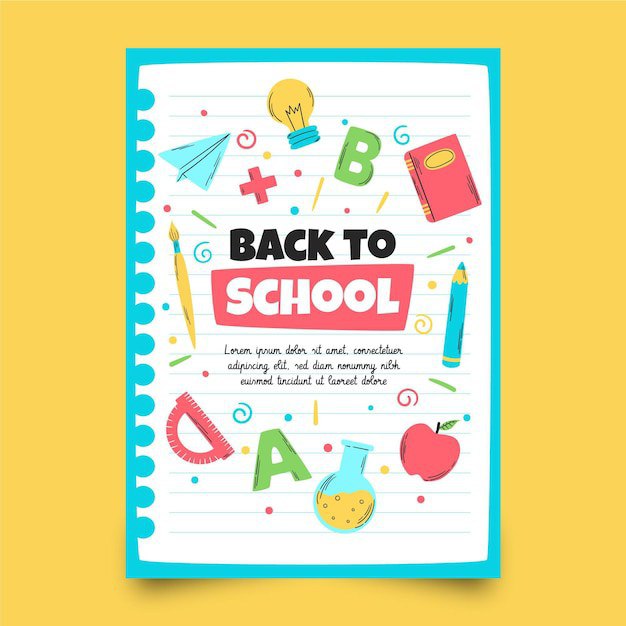 B
BACK TO
SCHOOL
Lorem ipsum dolor sit amet, consectetuer
adipiscing elit, sed diam nonummy nibh
euismod tincidunt ut laoreet dolore
A